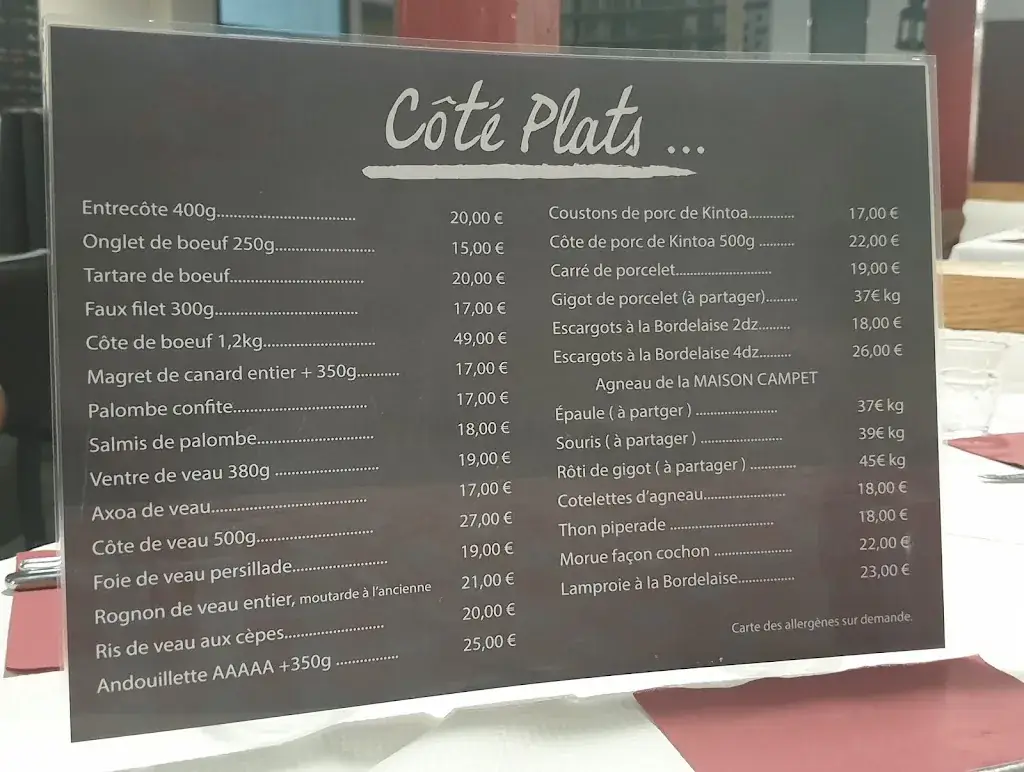 Côté Plats ...
Entrecôte 400g.................................. 20,00 €
Onglet de boeuf 250g......................... 15,00 €
Tartare de boeuf................................. 20,00 €
Faux filet 300g................................... 17,00 €
Côte de boeuf 1,2kg............................ 49,00 €
Magret de canard entier + 350g........... 17,00 €
Palombe confite................................. 17,00 €
Salmis de palombe............................. 18,00 €
Ventre de veau 380g .......................... 19,00 €
Axoa de veau...................................... 17,00 €
Côte de veau 500g............................. 27,00 €
Foie de veau persillade........................ 19,00 €
Rognon de veau entier, moutarde à l'ancienne 21,00 €
Ris de veau aux cèpes......................... 20,00 €
Andouillette AAAAA +350g ................ 25,00 €
Coustons de porc de Kintoa............ 17,00 €
Côte de porc de Kintoa 500g ......... 22,00 €
Carré de porcelet......................... 19,00 €
Gigot de porcelet (à partager)........ 37€ kg
Escargots à la Bordelaise 2dz........ 18,00 €
Escargots à la Bordelaise 4dz........ 26,00 €
Agneau de la MAISON CAMPET
Épaule ( à partger ) ..................... 37€ kg
Souris ( à partager ) ..................... 39€ kg
Rôti de gigot ( à partager ) ............ 45€ kg
Cotelettes d'agneau..................... 18,00 €
Thon piperade ........................... 18,00 €
Morue façon cochon .................... 22,00 €
Lamproie à la Bordelaise............... 23,00 €
Carte des allergènes sur demande.